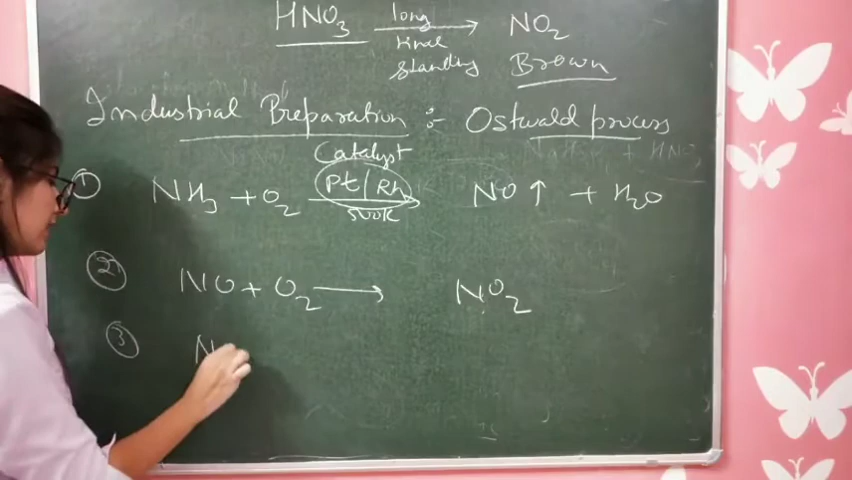 HNO3 long time standing → NO2
Brown
Industrial Preparation :- Ostwald process
Catalyst
① NH3 + O2 Pt/Rh 500K → NO ↑ + H2O
② NO + O2 → NO2
③ N